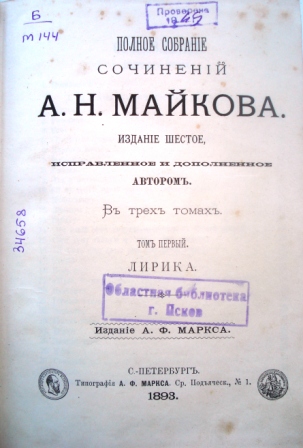 Б
М 144
Проверено
ПОЛНОЕ СОБРАНІЕ
СОЧИНЕНІЙ
А. Н. МАЙКОВА.
ИЗДАНІЕ ШЕСТОЕ,
ИСПРАВЛЕННОЕ И ДОПОЛНЕННОЕ
АВТОРОМЪ.
Въ трехъ томахъ.
ТОМЪ ПЕРВЫЙ.
ЛИРИКА.
34658
Областная библиотека
г. Псков
Изданіе А. Ф. МАРКСА.
С.-ПЕТЕРБУРГЪ.
Типографія А. Ф. МАРКСА. Ср. Подъяческ., № 1.
1893.